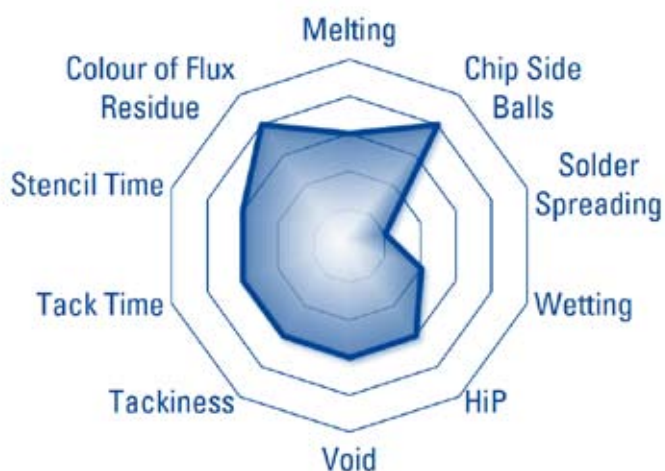 Melting
Colour of Flux
Residue
Chip Side
Balls
Stencil Time
Solder
Spreading
Tack Time
Wetting
Tackiness
HiP
Void